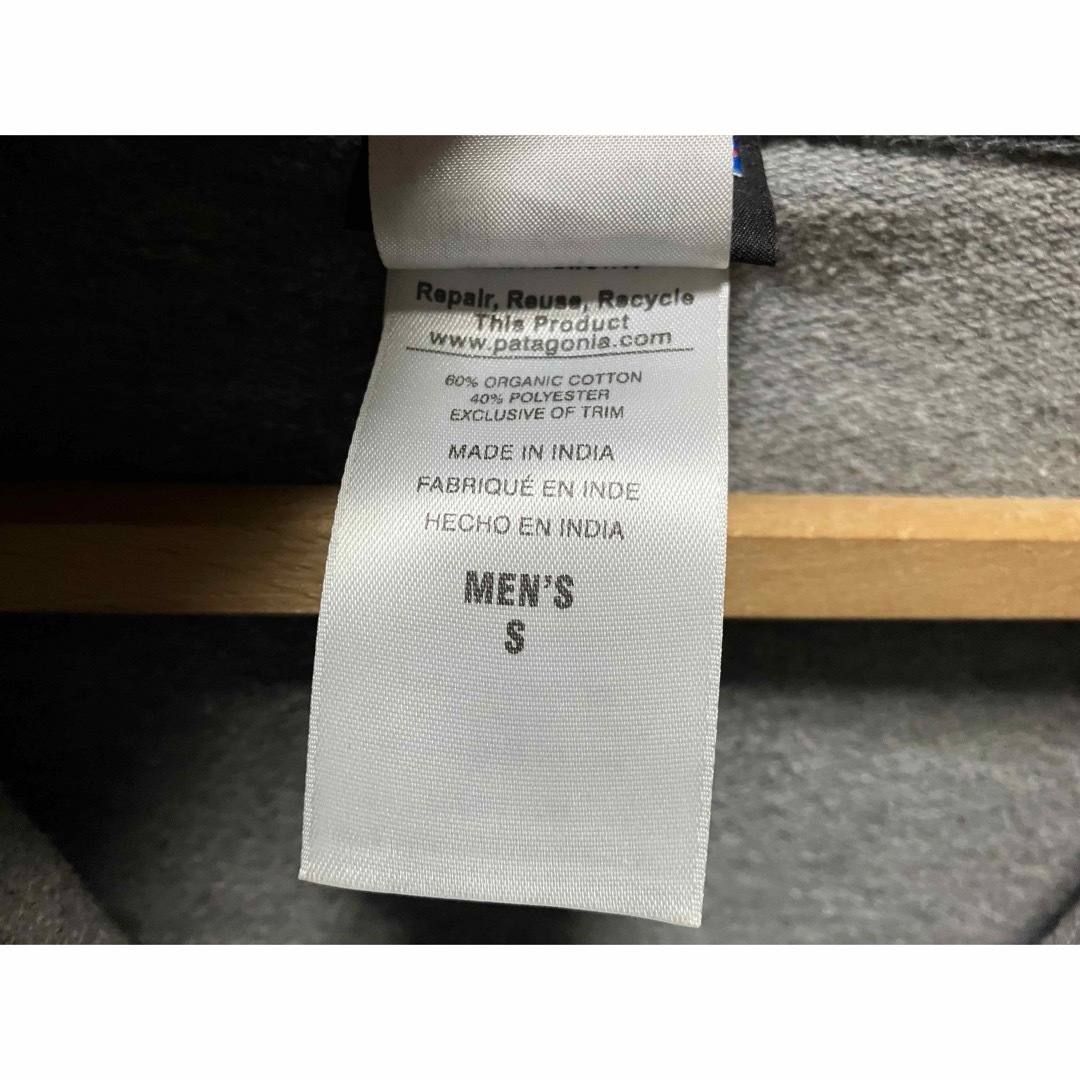 Repair, Reuse, Recycle
This Product
www.patagonia.com
60% ORGANIC COTTON
40% POLYESTER
EXCLUSIVE OF TRIM
MADE IN INDIA
FABRIQUÉ EN INDE
HECHO EN INDIA
MEN'S
S